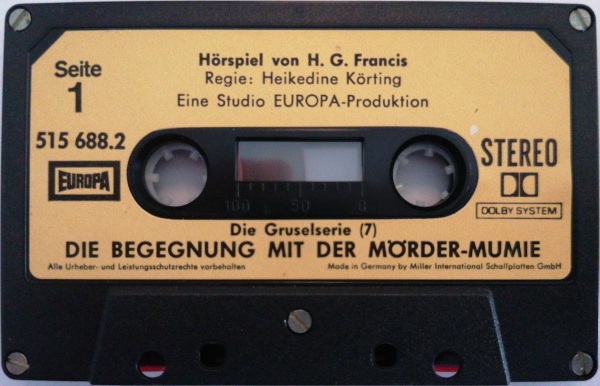 Hörspiel von H. G. Francis
Regie: Heikedine Körting
Eine Studio EUROPA-Produktion
Seite
1
515 688.2
EUROPA
STEREO
DOLBY SYSTEM
100 50 0
Die Gruselserie (7)
DIE BEGEGNUNG MIT DER MÖRDER-MUMIE
Alle Urheber- und Leistungsschutzrechte vorbehalten
Made in Germany by Miller International Schallplatten GmbH